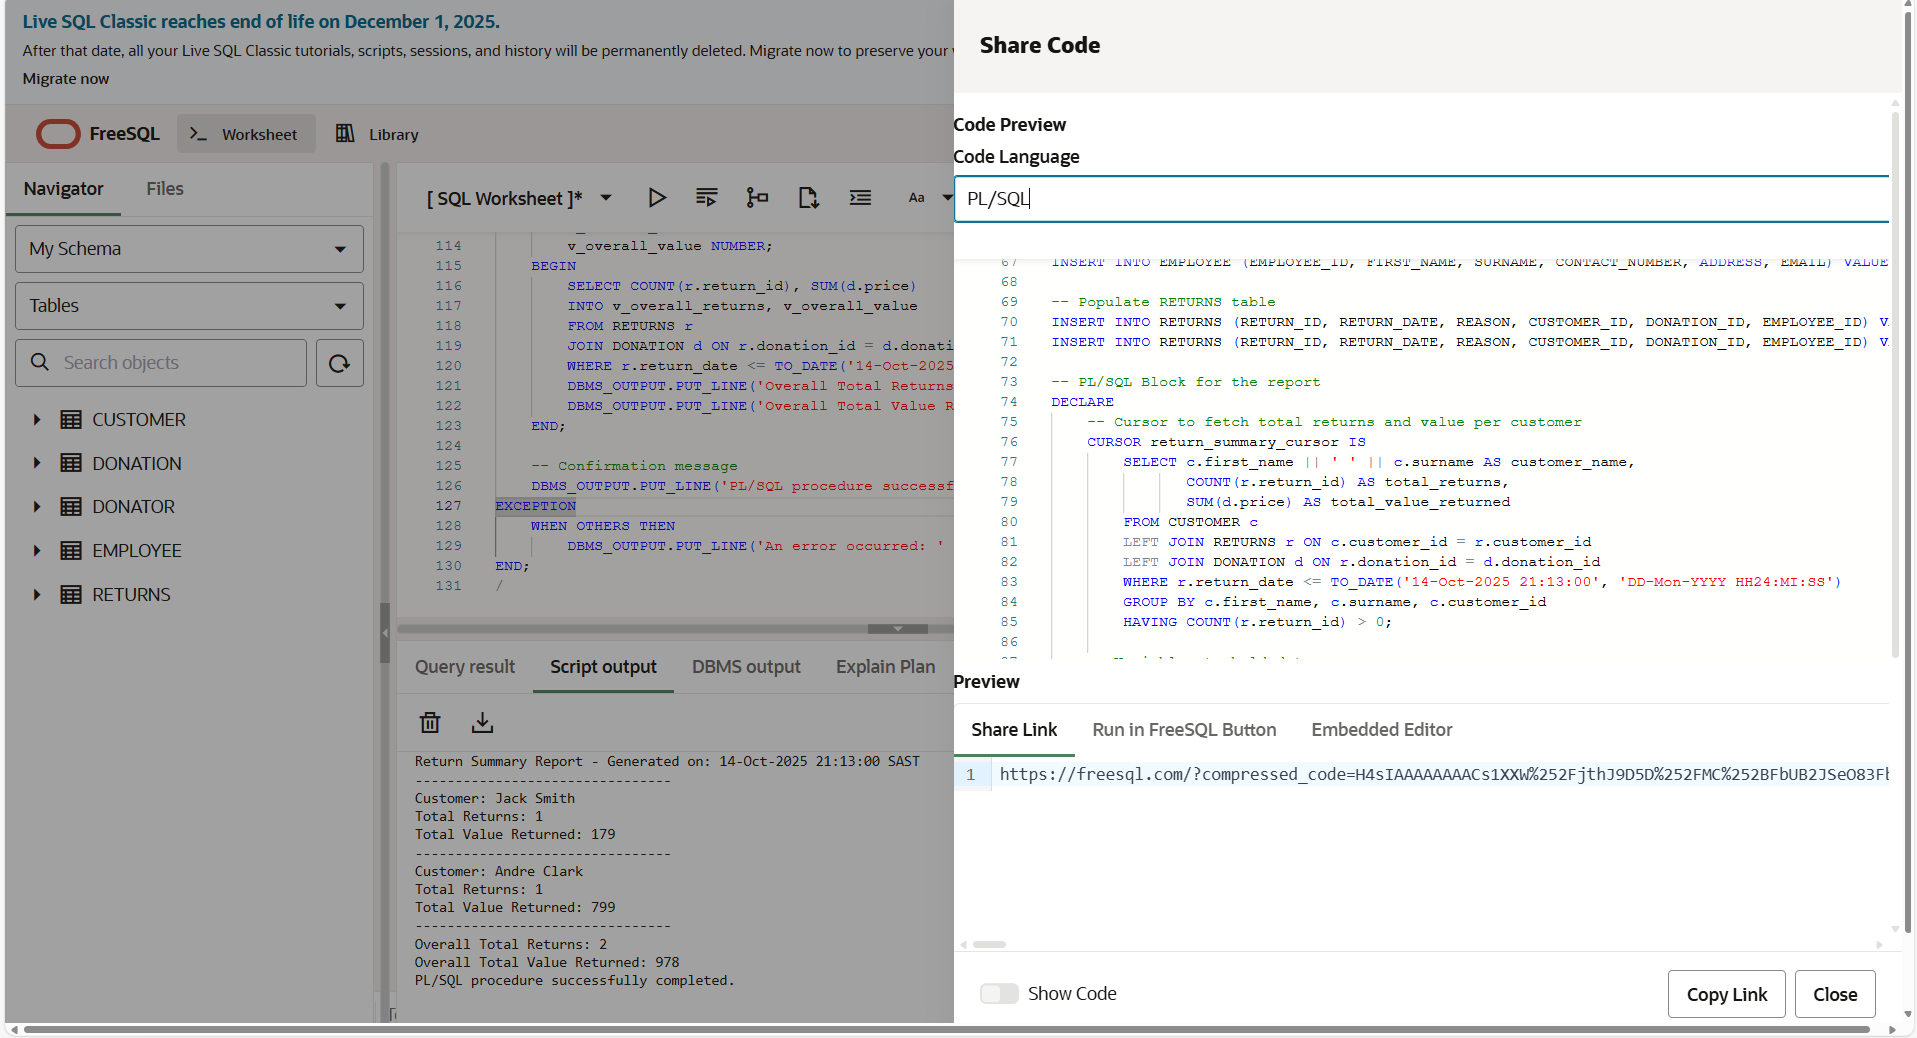 Live SQL Classic reaches end of life on December 1, 2025.
After that date, all your Live SQL Classic tutorials, scripts, sessions, and history will be permanently deleted. Migrate now to preserve your
Migrate now
FreeSQL
Worksheet
Library
Navigator
Files
My Schema
Tables
Search objects
CUSTOMER
DONATION
DONATOR
EMPLOYEE
RETURNS
[ SQL Worksheet ]*
Aa
114 v_overall_value NUMBER;
115 BEGIN
116 SELECT COUNT(r.return_id), SUM(d.price)
117 INTO v_overall_returns, v_overall_value
118 FROM RETURNS r
119 JOIN DONATION d ON r.donation_id = d.donati
120 WHERE r.return_date <= TO_DATE('14-Oct-2025
121 DBMS_OUTPUT.PUT_LINE('Overall Total Returns
122 DBMS_OUTPUT.PUT_LINE('Overall Total Value R
123 END;
124
125 -- Confirmation message
126 DBMS_OUTPUT.PUT_LINE('PL/SQL procedure successf
127 EXCEPTION
128 WHEN OTHERS THEN
129 DBMS_OUTPUT.PUT_LINE('An error occurred: '
130 END;
131 /
Query result
Script output
DBMS output
Explain Plan
Return Summary Report - Generated on: 14-Oct-2025 21:13:00 SAST
--------------------------------
Customer: Jack Smith
Total Returns: 1
Total Value Returned: 179
--------------------------------
Customer: Andre Clark
Total Returns: 1
Total Value Returned: 799
--------------------------------
Overall Total Returns: 2
Overall Total Value Returned: 978
PL/SQL procedure successfully completed.
Share Code
Code Preview
Code Language
PL/SQL
67 INSERT INTO EMPLOYEE (EMPLOYEE_ID, FIRST_NAME, SURNAME, CONTACT_NUMBER, ADDRESS, EMAIL) VALUE
68
69 -- Populate RETURNS table
70 INSERT INTO RETURNS (RETURN_ID, RETURN_DATE, REASON, CUSTOMER_ID, DONATION_ID, EMPLOYEE_ID) V
71 INSERT INTO RETURNS (RETURN_ID, RETURN_DATE, REASON, CUSTOMER_ID, DONATION_ID, EMPLOYEE_ID) V
72
73 -- PL/SQL Block for the report
74 DECLARE
75 -- Cursor to fetch total returns and value per customer
76 CURSOR return_summary_cursor IS
77 SELECT c.first_name || ' ' || c.surname AS customer_name,
78 COUNT(r.return_id) AS total_returns,
79 SUM(d.price) AS total_value_returned
80 FROM CUSTOMER c
81 LEFT JOIN RETURNS r ON c.customer_id = r.customer_id
82 LEFT JOIN DONATION d ON r.donation_id = d.donation_id
83 WHERE r.return_date <= TO_DATE('14-Oct-2025 21:13:00', 'DD-Mon-YYYY HH24:MI:SS')
84 GROUP BY c.first_name, c.surname, c.customer_id
85 HAVING COUNT(r.return_id) > 0;
86
Preview
Share Link
Run in FreeSQL Button
Embedded Editor
1 https://freesql.com/?compressed_code=H4sIAAAAAAAACs1XXW%252FjthJ9D5D%252FMC%252BFbUB2JSeO83Fb
Show Code
Copy Link
Close